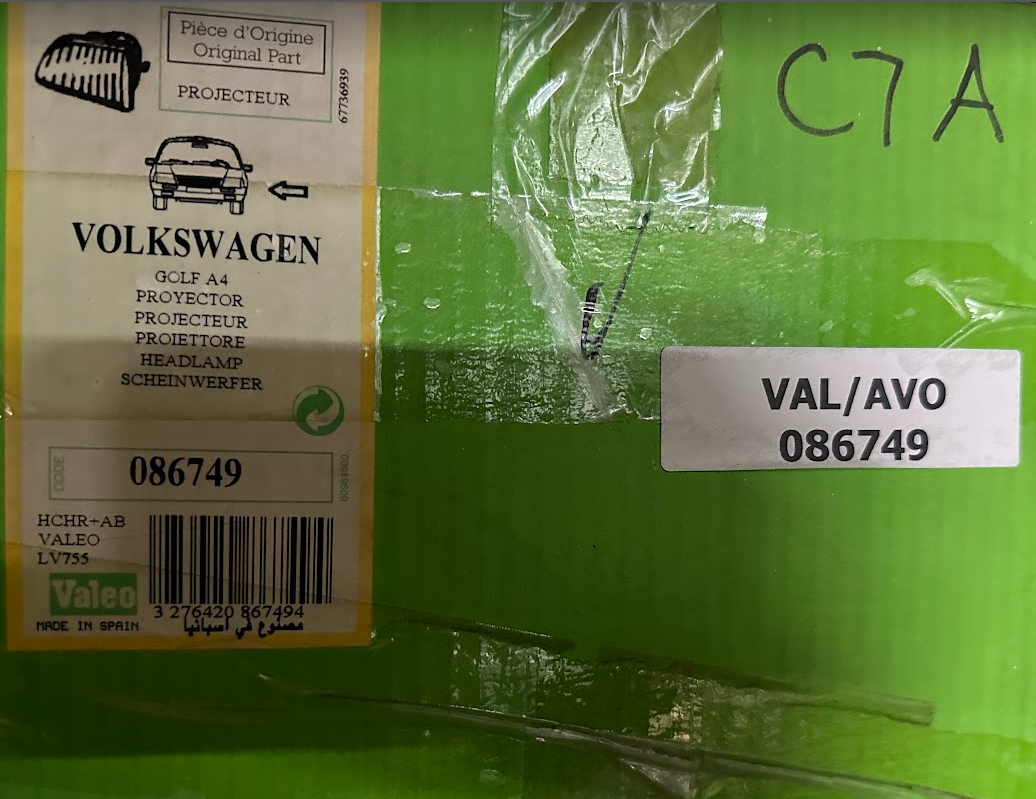 Pièce d'Origine
Original Part
PROJECTEUR
67736939
VOLKSWAGEN
GOLF A4
PROYECTOR
PROJECTEUR
PROIETTORE
HEADLAMP
SCHEINWERFER
CODE
086749
HCHR+AB
VALEO
LV755
Valeo
MADE IN SPAIN
3 276420 867494
مصنوع في أسبانيا
C7A
VAL/AVO
086749